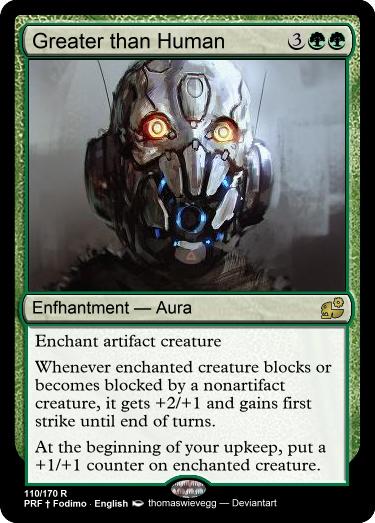 Greater than Human 3
Enfhantment — Aura
Enchant artifact creature
Whenever enchanted creature blocks or
becomes blocked by a nonartifact
creature, it gets +2/+1 and gains first
strike until end of turns.
At the beginning of your upkeep, put a
+1/+1 counter on enchanted creature.
110/170 R
PRF † Fodimo · English thomaswievegg — Deviantart